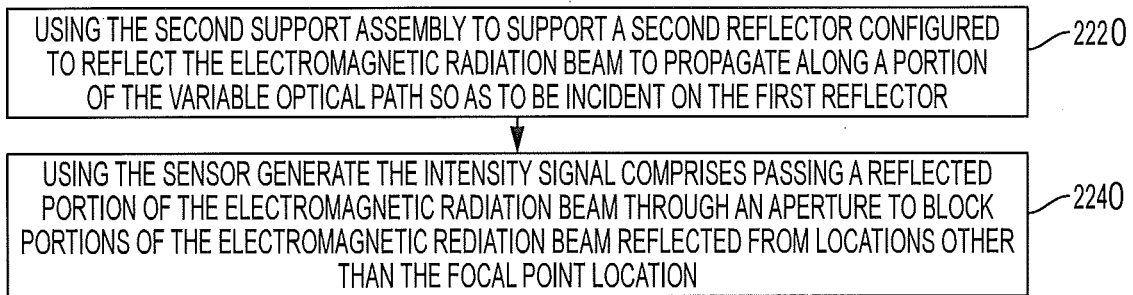 USING THE SECOND SUPPORT ASSEMBLY TO SUPPORT A SECOND REFLECTOR CONFIGURED
TO REFLECT THE ELECTROMAGNETIC RADIATION BEAM TO PROPAGATE ALONG A PORTION
OF THE VARIABLE OPTICAL PATH SO AS TO BE INCIDENT ON THE FIRST REFLECTOR
2220
USING THE SENSOR GENERATE THE INTENSITY SIGNAL COMPRISES PASSING A REFLECTED
PORTION OF THE ELECTROMAGNETIC RADIATION BEAM THROUGH AN APERTURE TO BLOCK
PORTIONS OF THE ELECTROMAGNETIC REDIATION BEAM REFLECTED FROM LOCATIONS OTHER
THAN THE FOCAL POINT LOCATION
2240